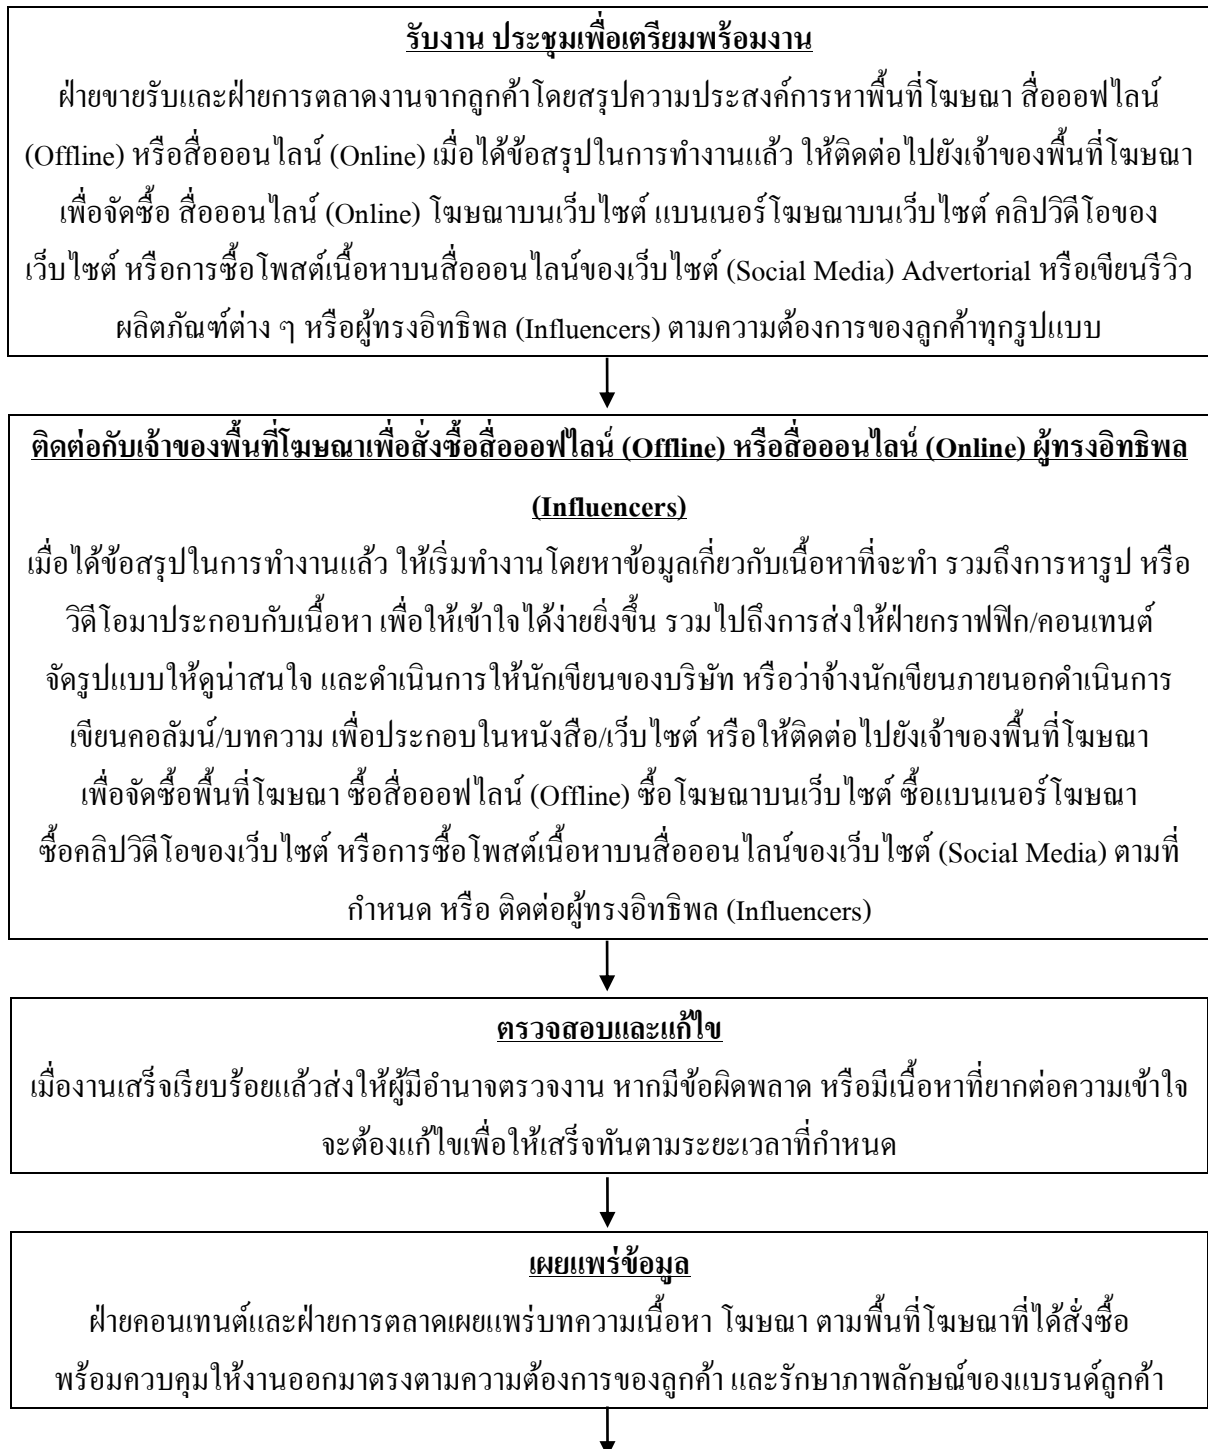 รับงาน ประชุมเพื่อเตรียมพร้อมงาน
ฝ่ายขายรับและฝ่ายการตลาดงานจากลูกค้าโดยสรุปความประสงค์การหาพื้นที่โฆษณา สื่อออฟไลน์
(Offline) หรือสื่อออนไลน์ (Online) เมื่อได้ข้อสรุปในการทำงานแล้ว ให้ติดต่อไปยังเจ้าของพื้นที่โฆษณา
เพื่อจัดซื้อ สื่อออนไลน์ (Online) โฆษณาบนเว็บไซต์ แบนเนอร์โฆษณาบนเว็บไซต์ คลิปวิดีโอของ
เว็บไซต์ หรือการซื้อโพสต์เนื้อหาบนสื่อออนไลน์ของเว็บไซต์ (Social Media) Advertorial หรือเขียนรีวิว
ผลิตภัณฑ์ต่าง ๆ หรือผู้ทรงอิทธิพล (Influencers) ตามความต้องการของลูกค้าทุกรูปแบบ
ติดต่อกับเจ้าของพื้นที่โฆษณาเพื่อสั่งซื้อสื่อออฟไลน์ (Offline) หรือสื่อออนไลน์ (Online) ผู้ทรงอิทธิพล
(Influencers)
เมื่อได้ข้อสรุปในการทำงานแล้ว ให้เริ่มทำงานโดยหาข้อมูลเกี่ยวกับเนื้อหาที่จะทำ รวมถึงการหารูป หรือ
วิดีโอมาประกอบกับเนื้อหา เพื่อให้เข้าใจได้ง่ายยิ่งขึ้น รวมไปถึงการส่งให้ฝ่ายกราฟฟิก/คอนเทนต์
จัดรูปแบบให้ดูน่าสนใจ และดำเนินการให้นักเขียนของบริษัท หรือว่าจ้างนักเขียนภายนอกดำเนินการ
เขียนคอลัมน์/บทความ เพื่อประกอบในหนังสือ/เว็บไซต์ หรือให้ติดต่อไปยังเจ้าของพื้นที่โฆษณา
เพื่อจัดซื้อพื้นที่โฆษณา ซื้อสื่อออฟไลน์ (Offline) ซื้อโฆษณาบนเว็บไซต์ ซื้อแบนเนอร์โฆษณา
ซื้อคลิปวิดีโอของเว็บไซต์ หรือการซื้อโพสต์เนื้อหาบนสื่อออนไลน์ของเว็บไซต์ (Social Media) ตามที่
กำหนด หรือ ติดต่อผู้ทรงอิทธิพล (Influencers)
ตรวจสอบและแก้ไข
เมื่องานเสร็จเรียบร้อยแล้วส่งให้ผู้มีอำนาจตรวจงาน หากมีข้อผิดพลาด หรือมีเนื้อหาที่ยากต่อความเข้าใจ
จะต้องแก้ไขเพื่อให้เสร็จทันตามระยะเวลาที่กำหนด
เผยแพร่ข้อมูล
ฝ่ายคอนเทนต์และฝ่ายการตลาดเผยแพร่บทความเนื้อหา โฆษณา ตามพื้นที่โฆษณาที่ได้สั่งซื้อ
พร้อมควบคุมให้งานออกมาตรงตามความต้องการของลูกค้า และรักษาภาพลักษณ์ของแบรนด์ลูกค้า